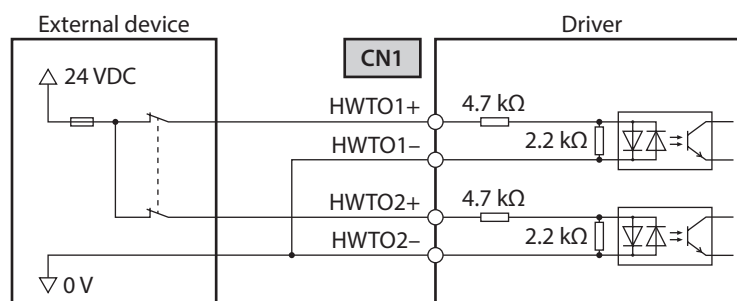 External device
Driver
CN1
24 VDC
HWTO1+
4.7 kΩ
HWTO1−
2.2 kΩ
HWTO2+
4.7 kΩ
HWTO2−
2.2 kΩ
0 V